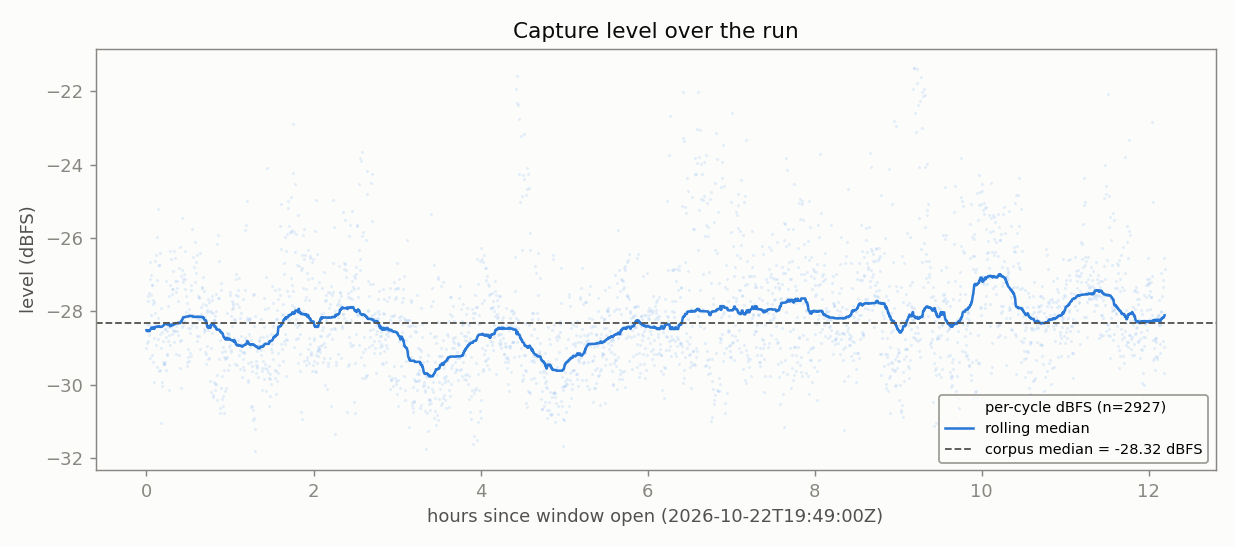 Capture level over the run
level (dBFS)
−22
−24
−26
−28
−30
−32
per-cycle dBFS (n=2927)
rolling median
corpus median = -28.32 dBFS
0 2 4 6 8 10 12
hours since window open (2026-10-22T19:49:00Z)